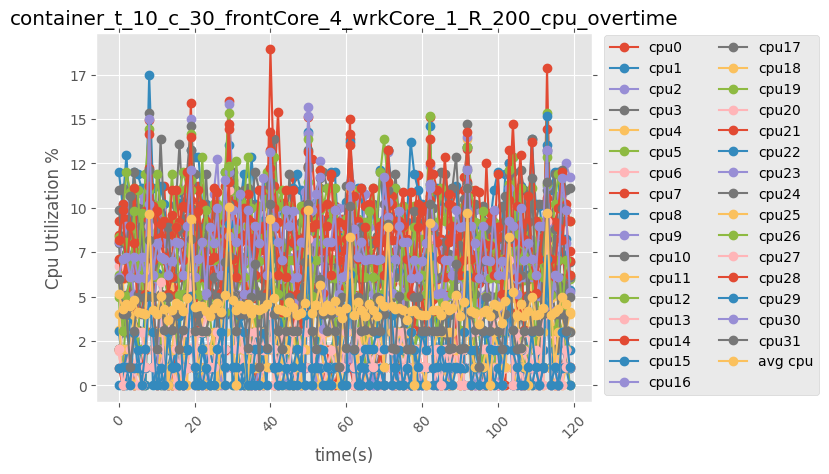 container_t_10_c_30_frontCore_4_wrkCore_1_R_200_cpu_overtime
Cpu Utilization %
17
15
12
10
7
5
2
0
0
20
40
60
80
100
120
time(s)
cpu0
cpu1
cpu2
cpu3
cpu4
cpu5
cpu6
cpu7
cpu8
cpu9
cpu10
cpu11
cpu12
cpu13
cpu14
cpu15
cpu16
cpu17
cpu18
cpu19
cpu20
cpu21
cpu22
cpu23
cpu24
cpu25
cpu26
cpu27
cpu28
cpu29
cpu30
cpu31
avg cpu